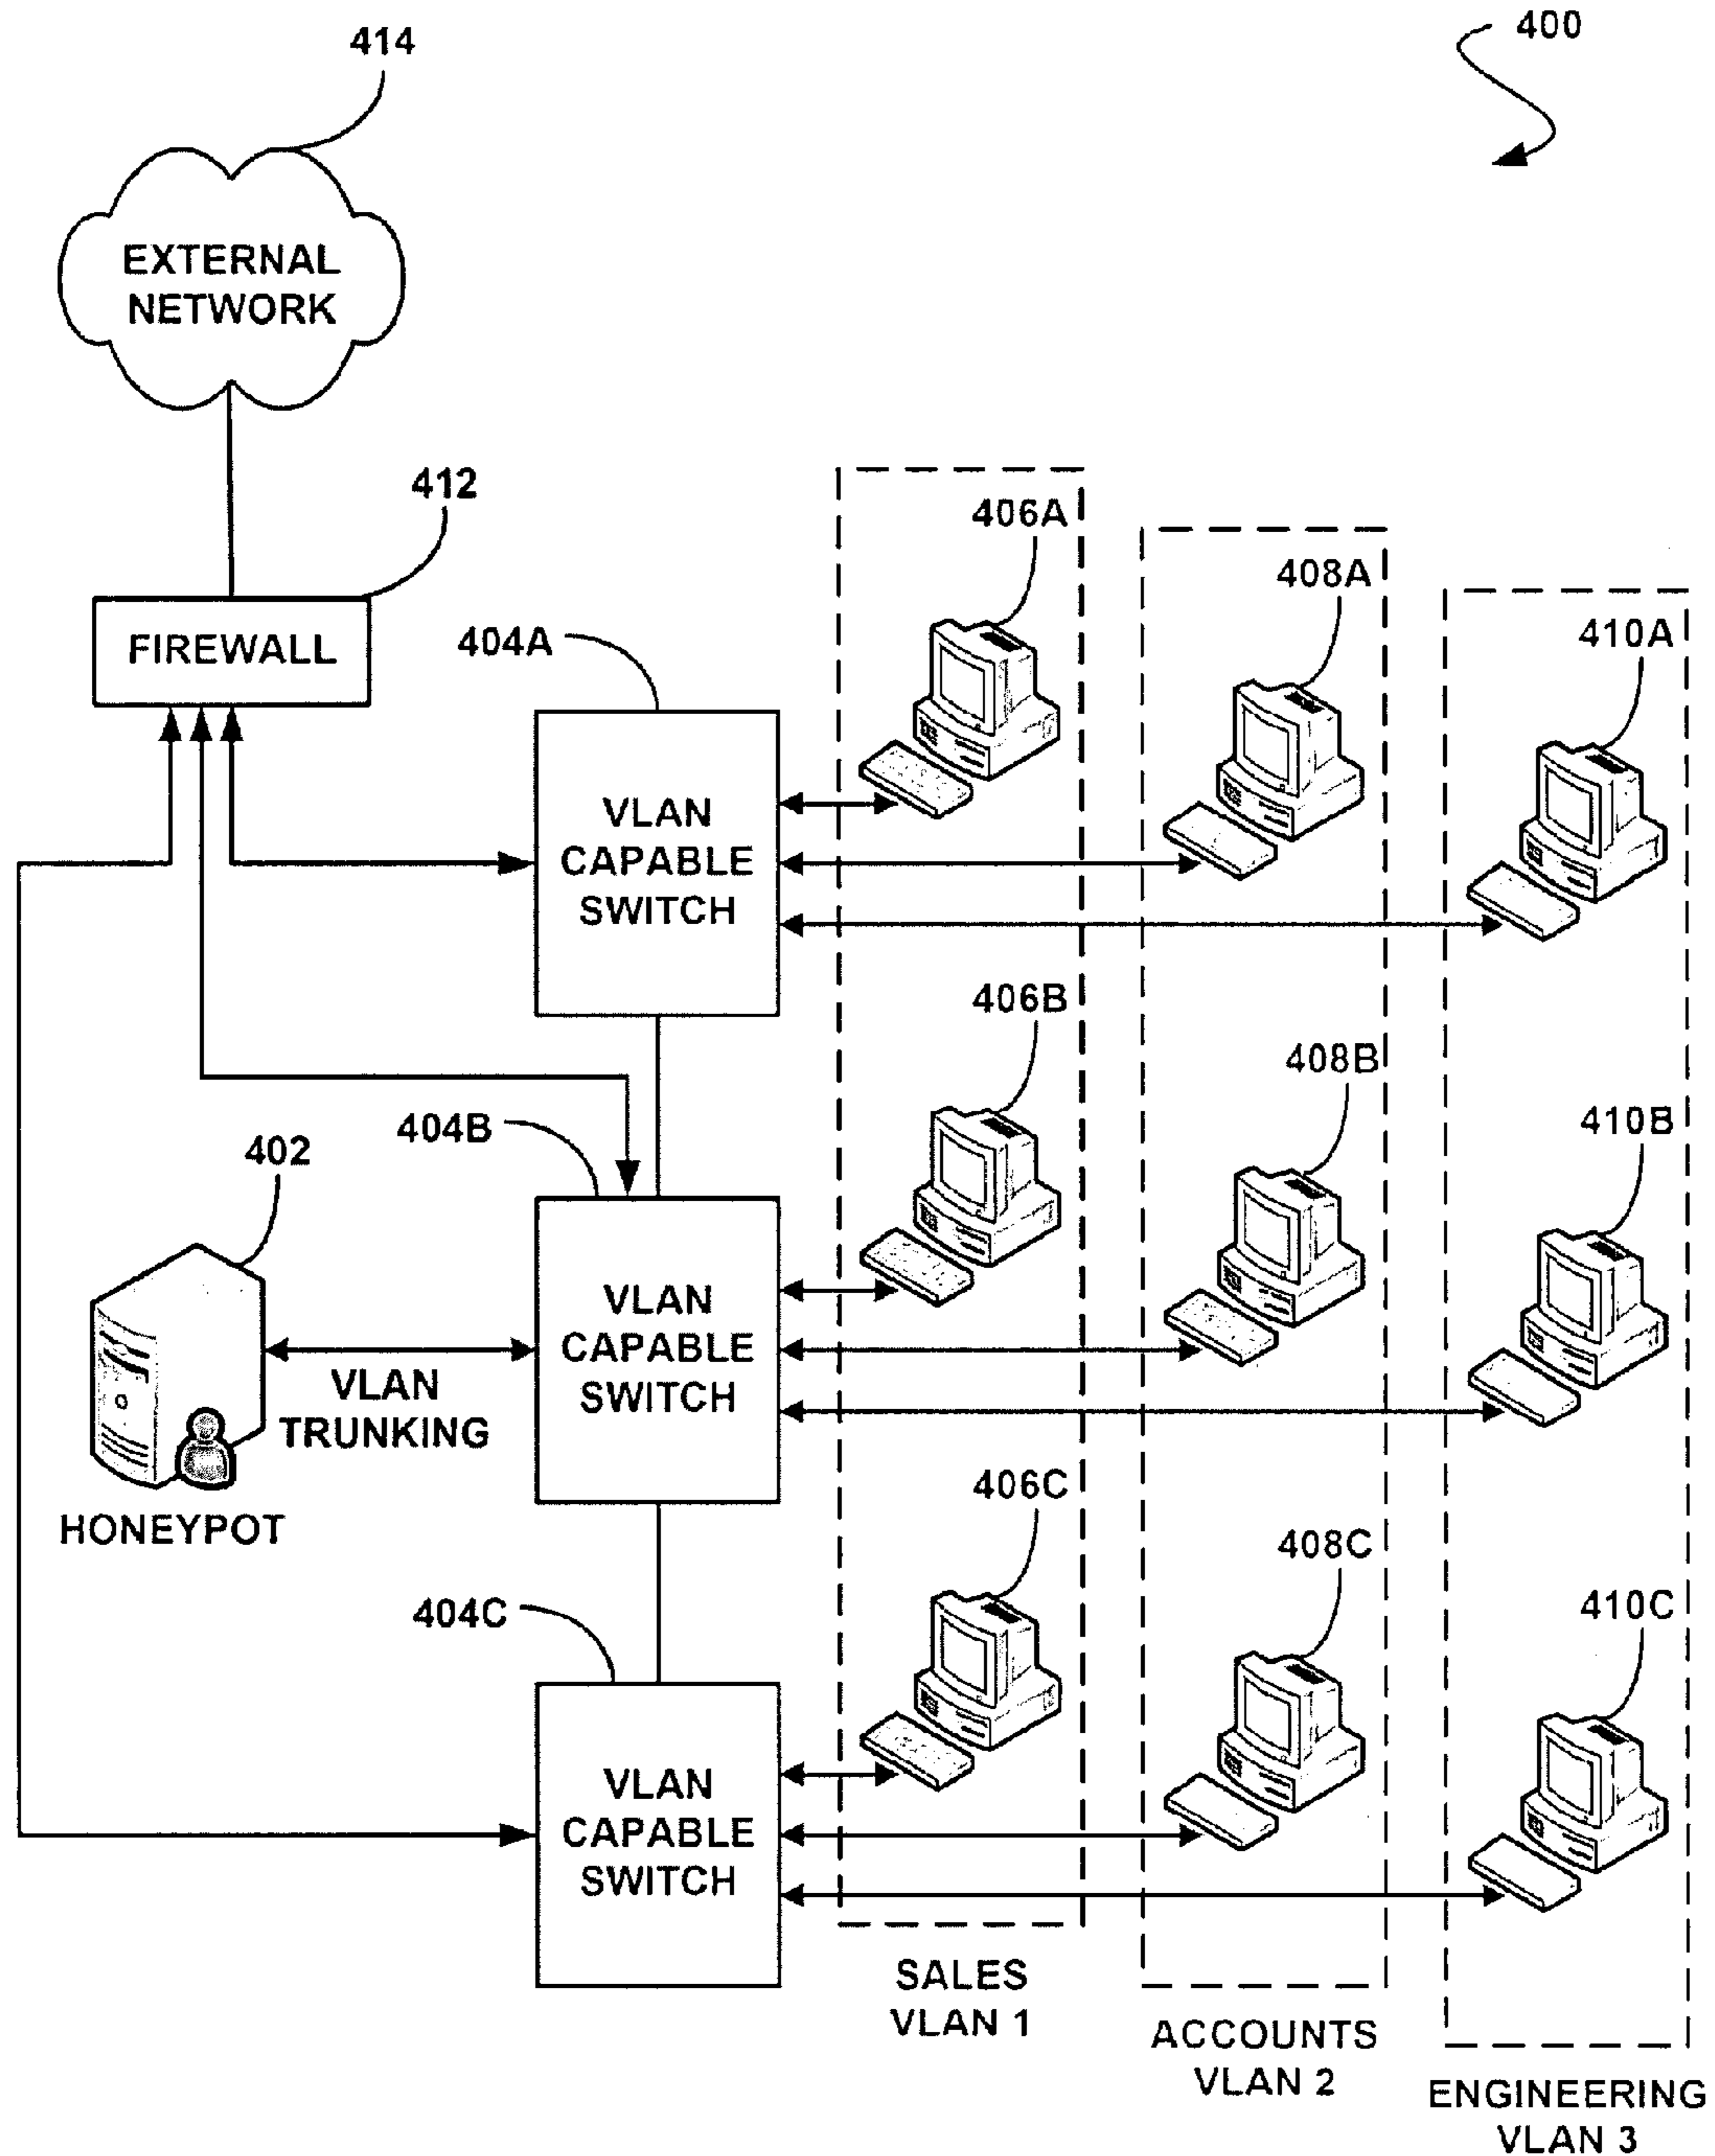 400
414
EXTERNAL
NETWORK
412
FIREWALL
404A
406A
408A
410A
VLAN
CAPABLE
SWITCH
406B
408B
410B
404B
402
VLAN
CAPABLE
SWITCH
VLAN
TRUNKING
HONEYPOT
406C
408C
410C
404C
VLAN
CAPABLE
SWITCH
SALES
VLAN 1
ACCOUNTS
VLAN 2
ENGINEERING
VLAN 3